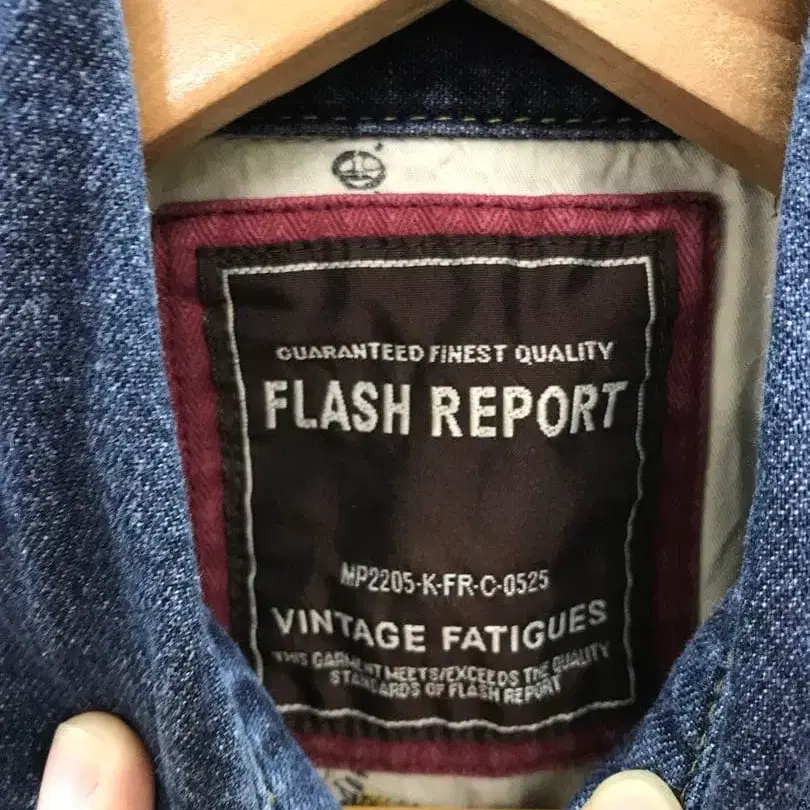 GUARANTEED FINEST QUALITY
FLASH REPORT
MP2205-K-FR-C-0525
VINTAGE FATIGUES
THIS GARMENT MEETS/EXCEEDS THE QUALITY
STANDARDS OF FLASH REPORT